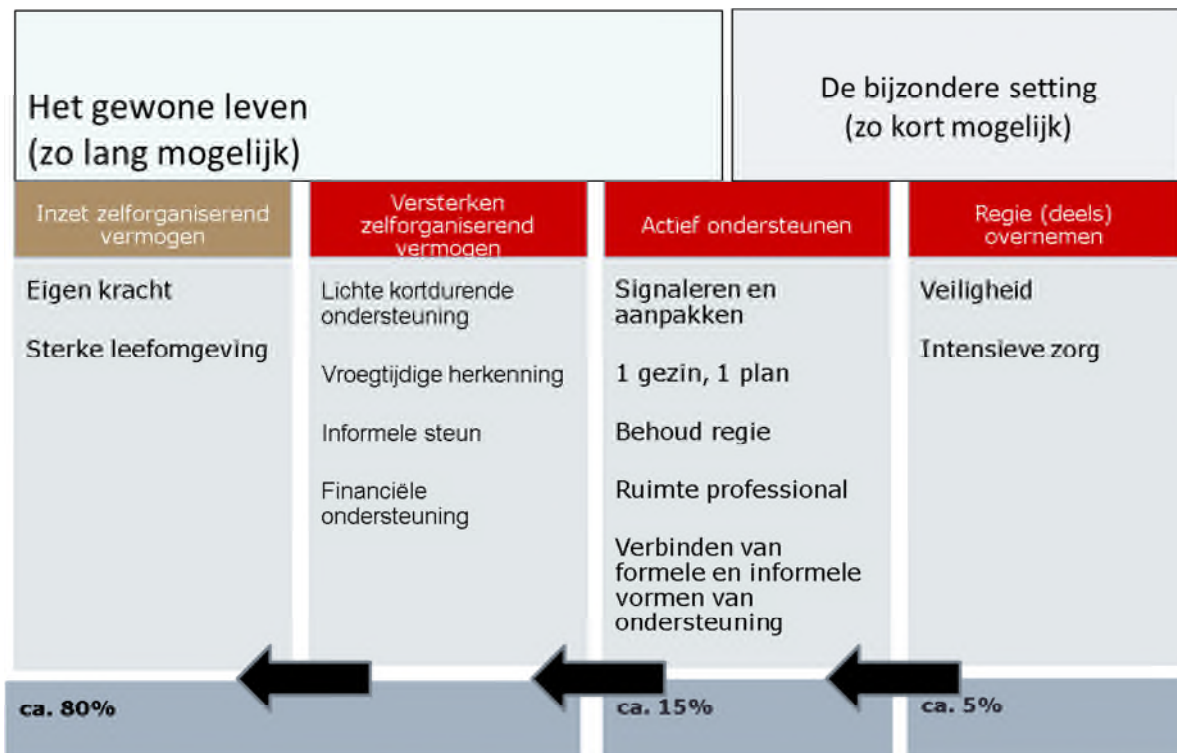 Het gewone leven
(zo lang mogelijk)
De bijzondere setting
(zo kort mogelijk)
Inzet zelforganiserend
vermogen
Versterken
zelforganiserend
vermogen
Actief ondersteunen
Regie (deels)
overnemen
Eigen kracht
Sterke leefomgeving
Lichte kortdurende
ondersteuning
Vroegtijdige herkenning
Informele steun
Financiële
ondersteuning
Signaleren en
aanpakken
1 gezin, 1 plan
Behoud regie
Ruimte professional
Verbinden van
formele en informele
vormen van
ondersteuning
Veiligheid
Intensieve zorg
ca. 80%
ca. 15%
ca. 5%